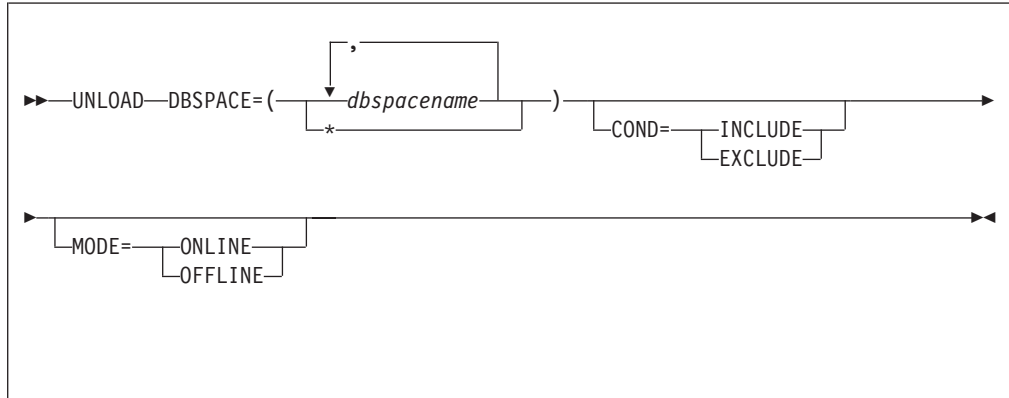 ,
UNLOAD DBSPACE=( dbspacename )
*
COND= INCLUDE
EXCLUDE
MODE= ONLINE
OFFLINE